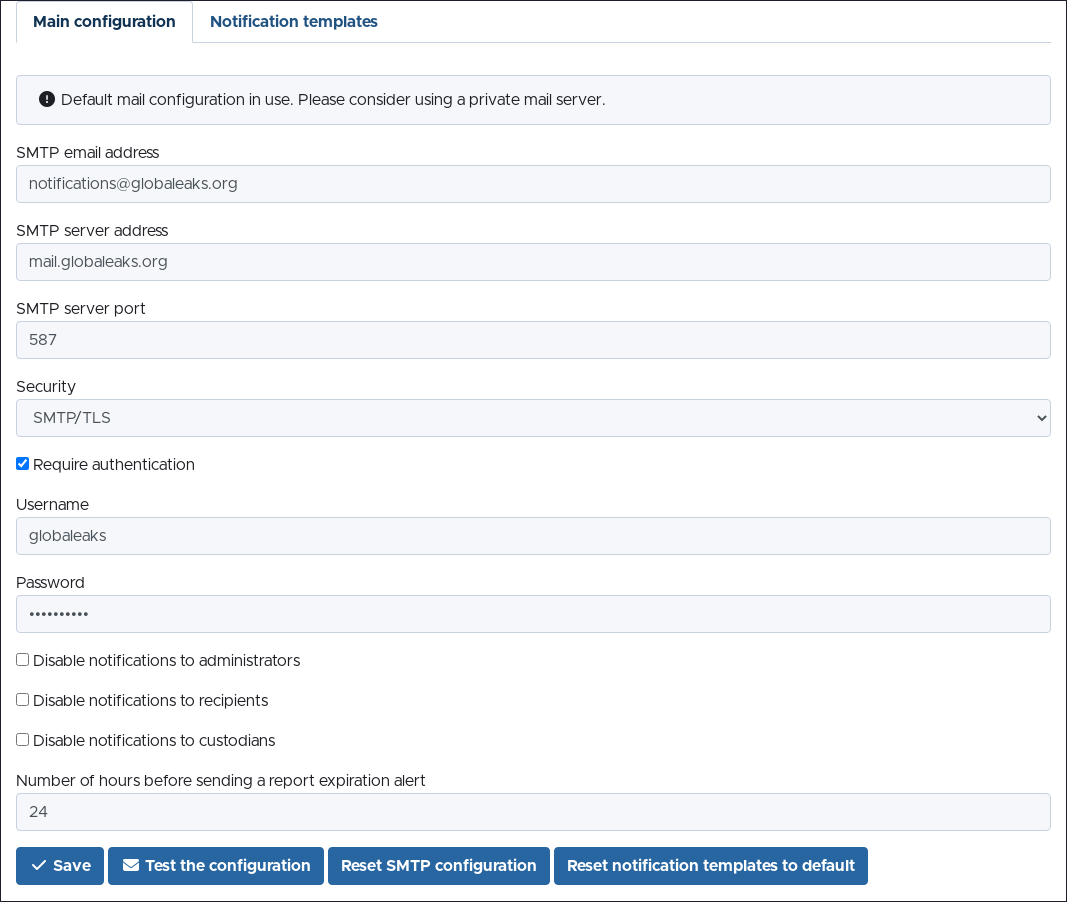 Main configuration Notification templates
Default mail configuration in use. Please consider using a private mail server.
SMTP email address
notifications@globaleaks.org
SMTP server address
mail.globaleaks.org
SMTP server port
587
Security
SMTP/TLS
Require authentication
Username
globaleaks
Password
••••••••••
Disable notifications to administrators
Disable notifications to recipients
Disable notifications to custodians
Number of hours before sending a report expiration alert
24
Save Test the configuration Reset SMTP configuration Reset notification templates to default